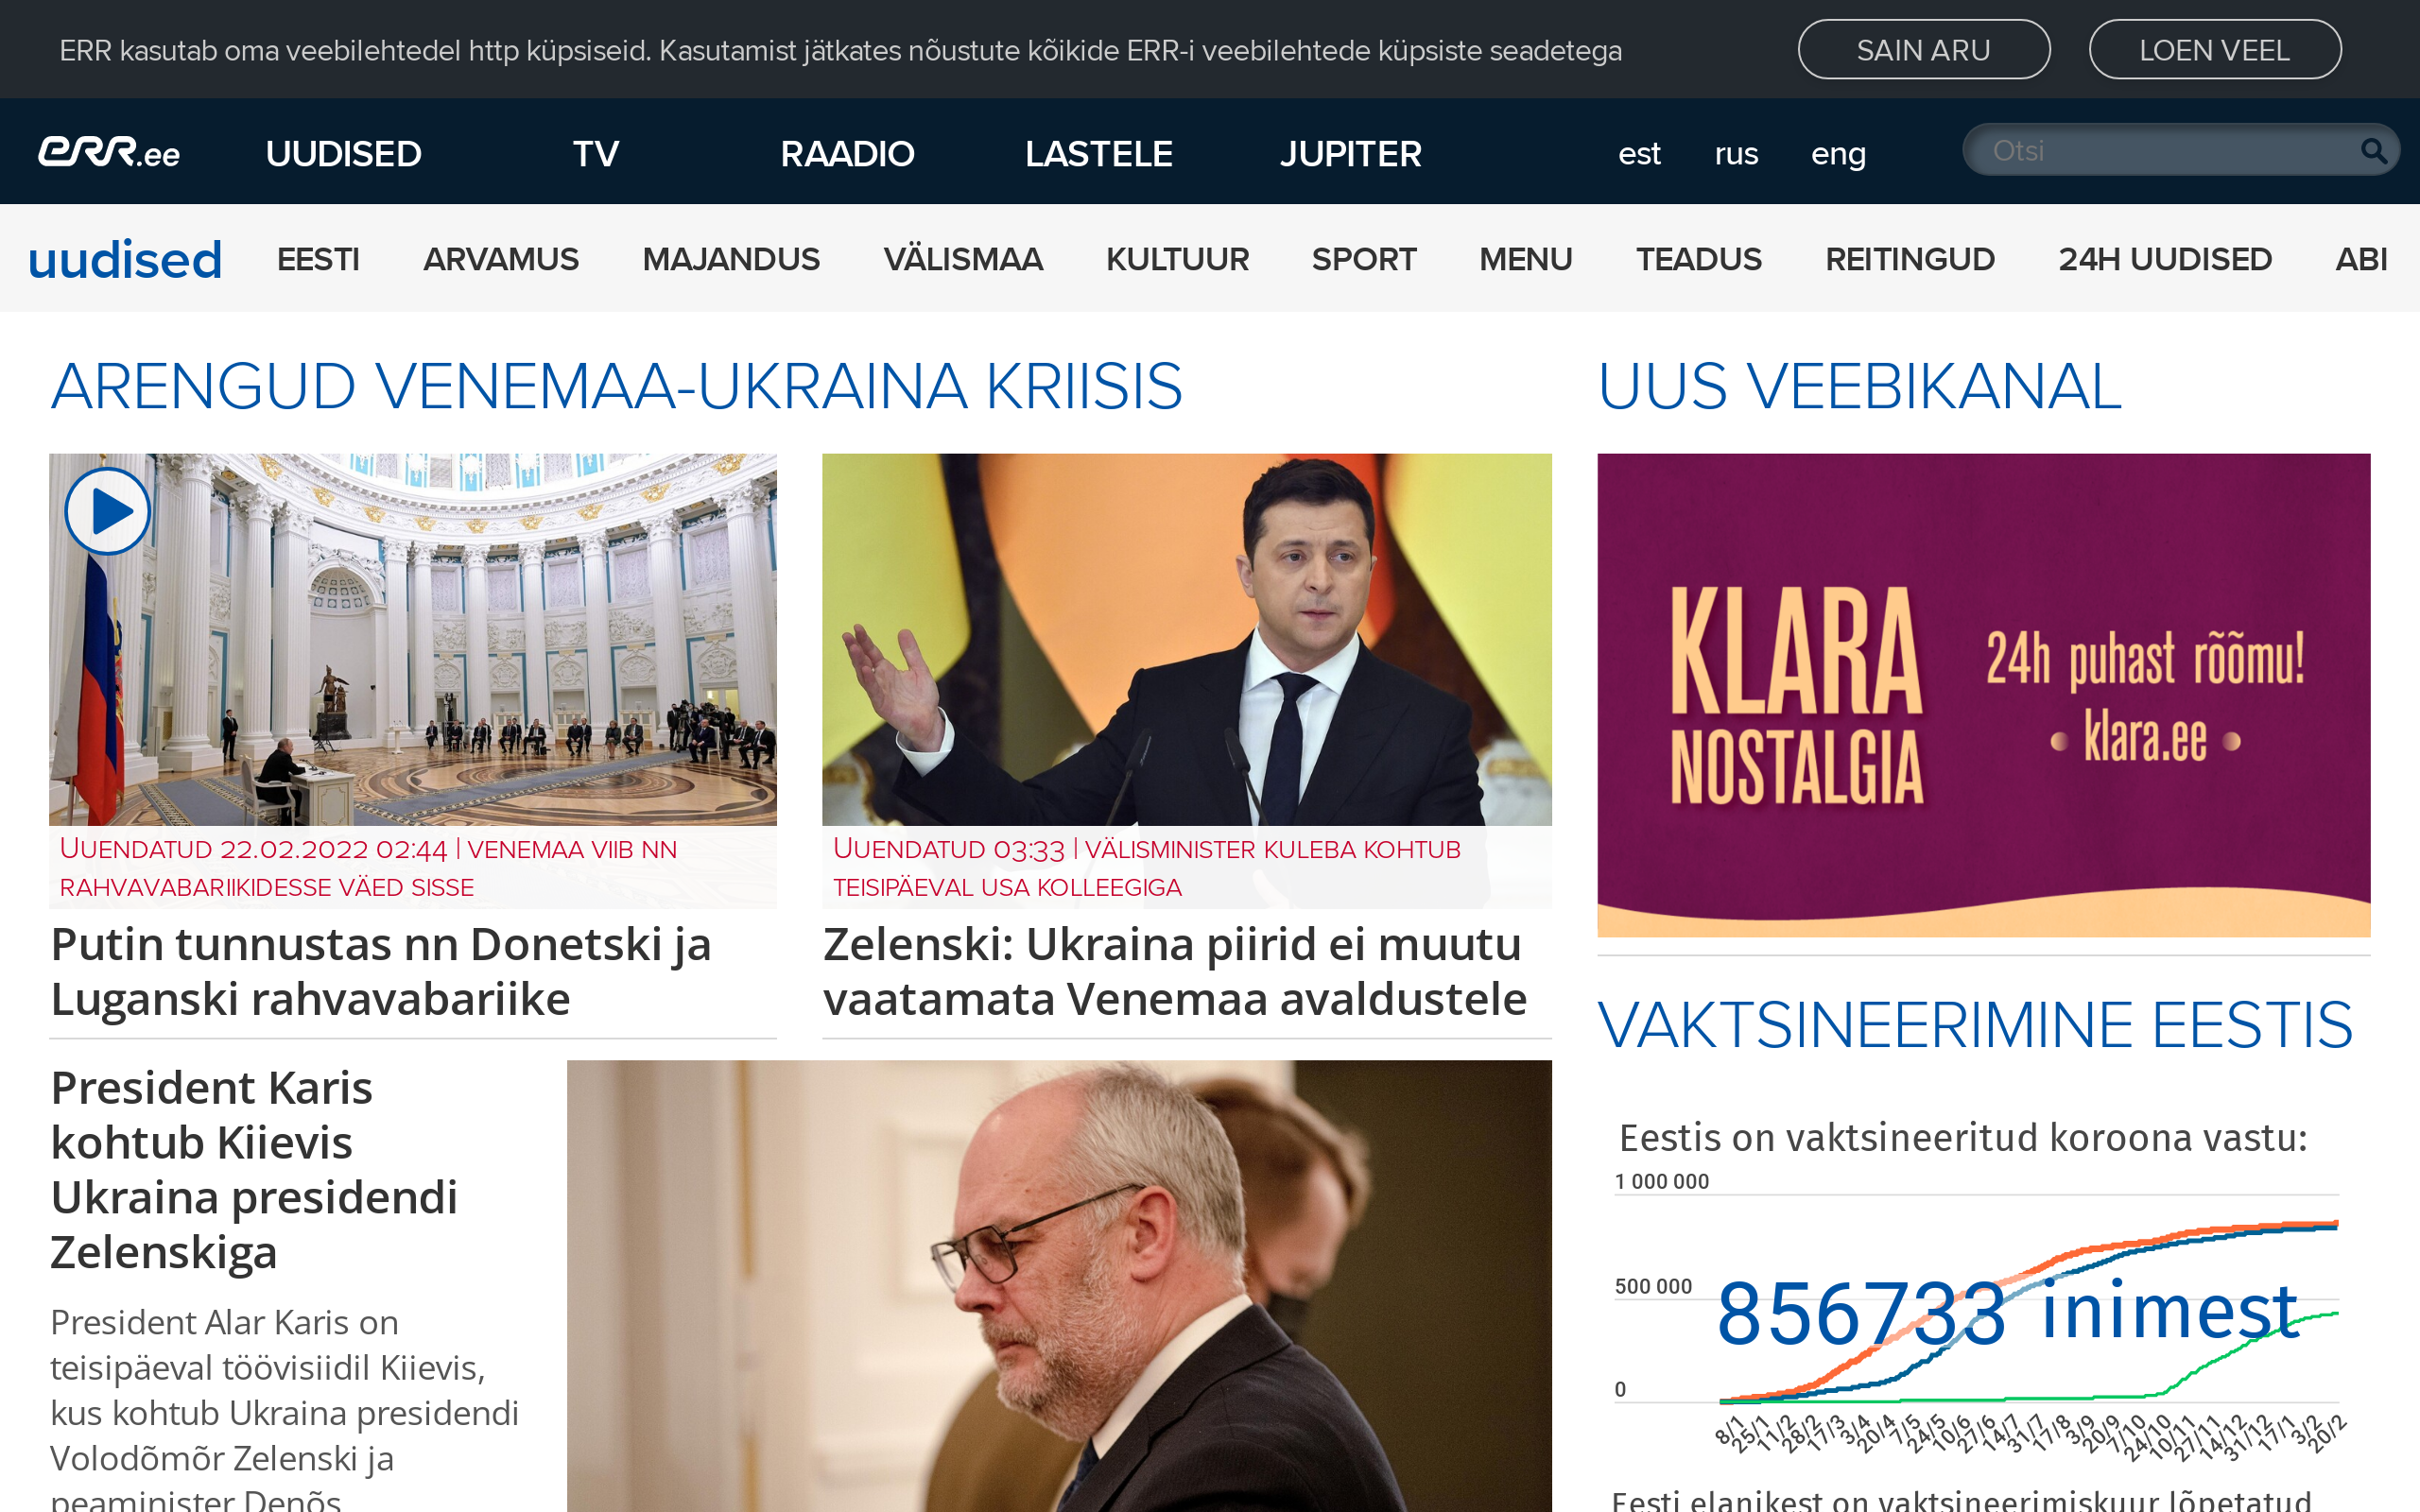 ERR kasutab oma veebilehtedel http küpsiseid. Kasutamist jätkates nõustute kõikide ERR-i veebilehtede küpsiste seadetega
SAIN ARU
LOEN VEEL
err.ee
UUDISED
TV
RAADIO
LASTELE
JUPITER
est
rus
eng
Otsi
uudised
EESTI
ARVAMUS
MAJANDUS
VÄLISMAA
KULTUUR
SPORT
MENU
TEADUS
REITINGUD
24H UUDISED
ABI
ARENGUD VENEMAA-UKRAINA KRIISIS
UUENDATUD 22.02.2022 02:44 | VENEMAA VIIB NN
RAHVAVABARIIKIDESSE VÄED SISSE
Putin tunnustas nn Donetski ja
Luganski rahvavabariike
UUENDATUD 03:33 | VÄLISMINISTER KULEBA KOHTUB
TEISIPÄEVAL USA KOLLEEGIGA
Zelenski: Ukraina piirid ei muutu
vaatamata Venemaa avaldustele
President Karis
kohtub Kiievis
Ukraina presidendi
Zelenskiga
President Alar Karis on
teisipäeval töövisiidil Kiievis,
kus kohtub Ukraina presidendi
Volodõmõr Zelenski ja
peaminister Denõs
UUS VEEBIKANAL
KLARA
NOSTALGIA
24h puhast rõõmu!
• klara.ee •
VAKTSINEERIMINE EESTIS
Eestis on vaktsineeritud koroona vastu:
1 000 000
500 000
0
856733 inimest
8/1
25/1
11/2
28/2
17/3
3/4
20/4
7/5
24/5
10/6
27/6
14/7
31/7
17/8
3/9
20/9
7/10
24/10
10/11
27/11
14/12
31/12
17/1
3/2
20/2
Eesti elanikest on vaktsineerimiskuur lõpetatud